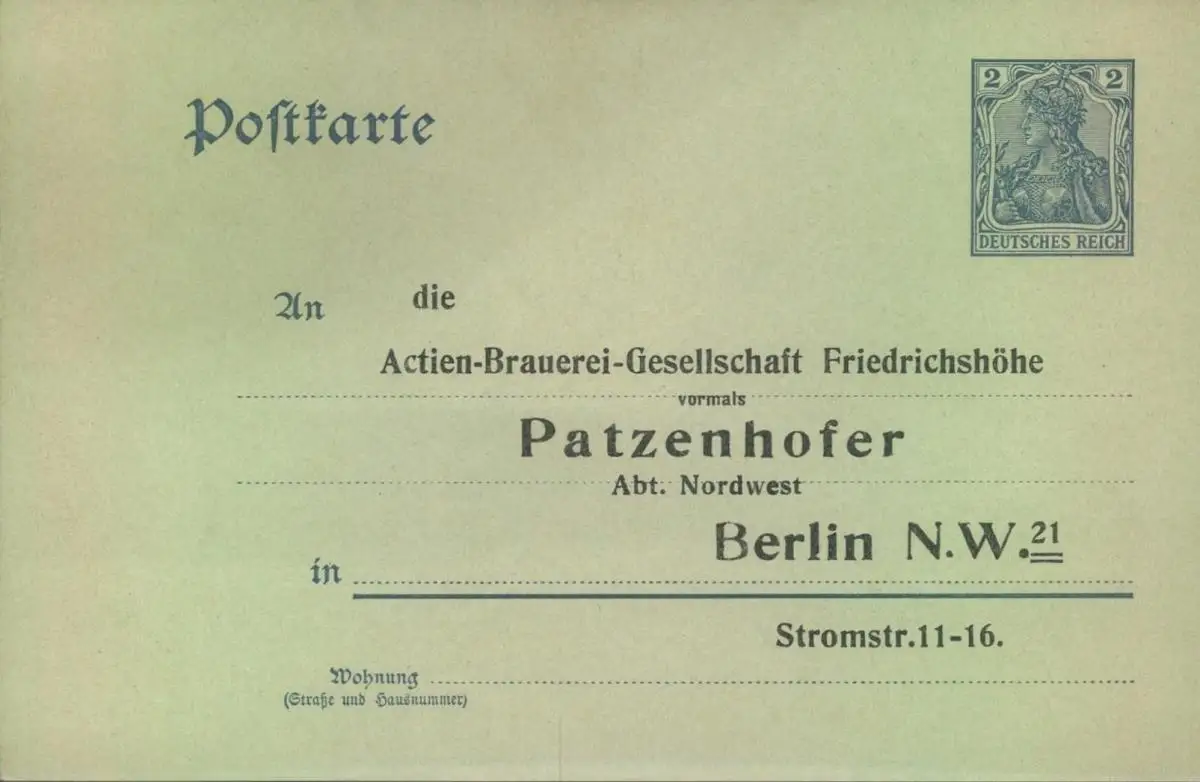 Postkarte
2 2
DEUTSCHES REICH
An die
Actien-Brauerei-Gesellschaft Friedrichshöhe
vormals
Patzenhofer
Abt. Nordwest
in Berlin N.W.21
Stromstr.11-16.
Wohnung
(Straße und Hausnummer)